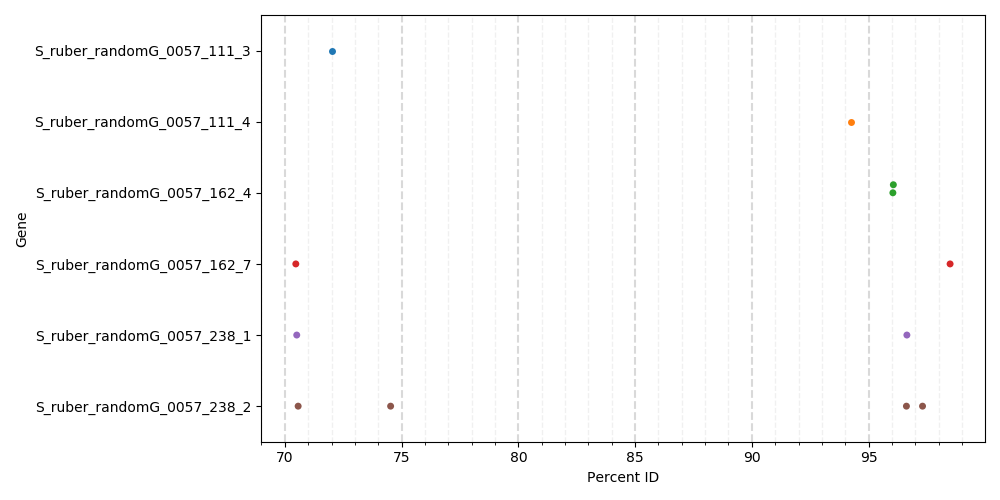 S_ruber_randomG_0057_111_3
S_ruber_randomG_0057_111_4
S_ruber_randomG_0057_162_4
S_ruber_randomG_0057_162_7
S_ruber_randomG_0057_238_1
S_ruber_randomG_0057_238_2
Gene
70 75 80 85 90 95
Percent ID